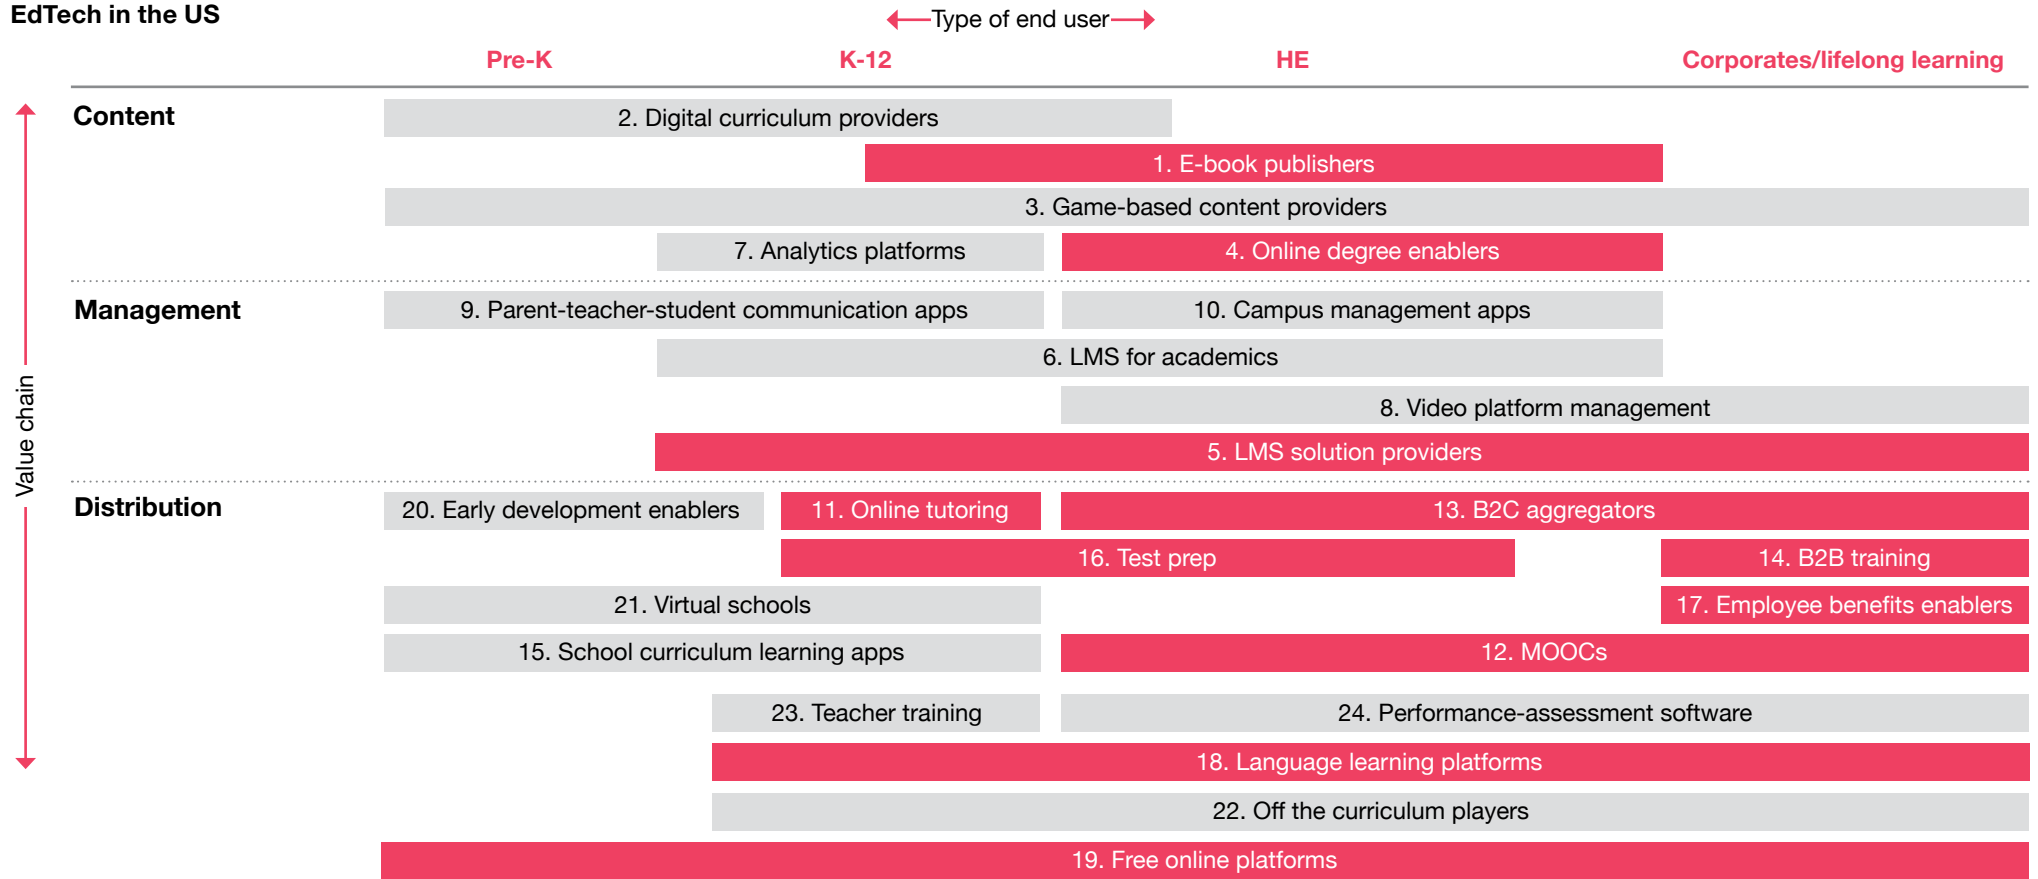 EdTech in the US
Type of end user
Pre-K
K-12
HE
Corporates/lifelong learning
Value chain
Content
2. Digital curriculum providers
1. E-book publishers
3. Game-based content providers
7. Analytics platforms
4. Online degree enablers
Management
9. Parent-teacher-student communication apps
10. Campus management apps
6. LMS for academics
8. Video platform management
5. LMS solution providers
Distribution
20. Early development enablers
11. Online tutoring
13. B2C aggregators
16. Test prep
14. B2B training
21. Virtual schools
17. Employee benefits enablers
15. School curriculum learning apps
12. MOOCs
23. Teacher training
24. Performance-assessment software
18. Language learning platforms
22. Off the curriculum players
19. Free online platforms